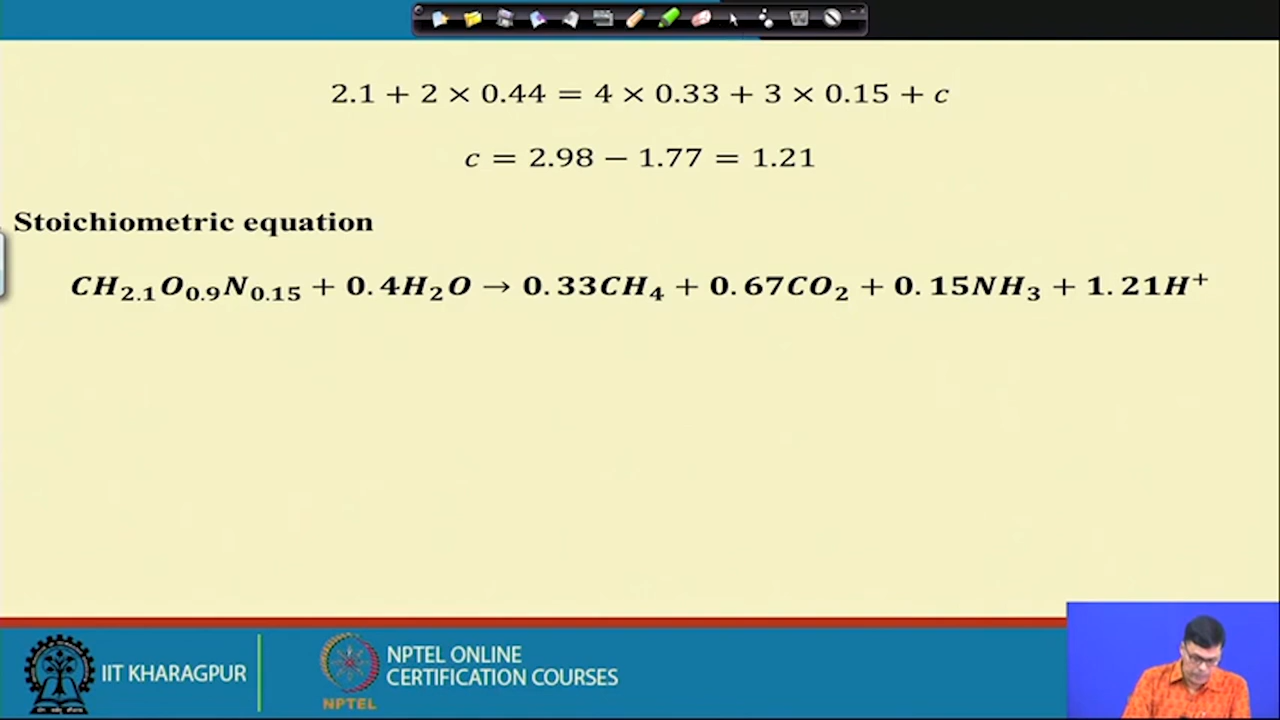 2.1 + 2 × 0.44 = 4 × 0.33 + 3 × 0.15 + c
c = 2.98 − 1.77 = 1.21
Stoichiometric equation
CH₂.₁O₀.₉N₀.₁₅ + 0.4H₂O → 0.33CH₄ + 0.67CO₂ + 0.15NH₃ + 1.21H⁺
IIT KHARAGPUR
NPTEL
NPTEL ONLINE
CERTIFICATION COURSES